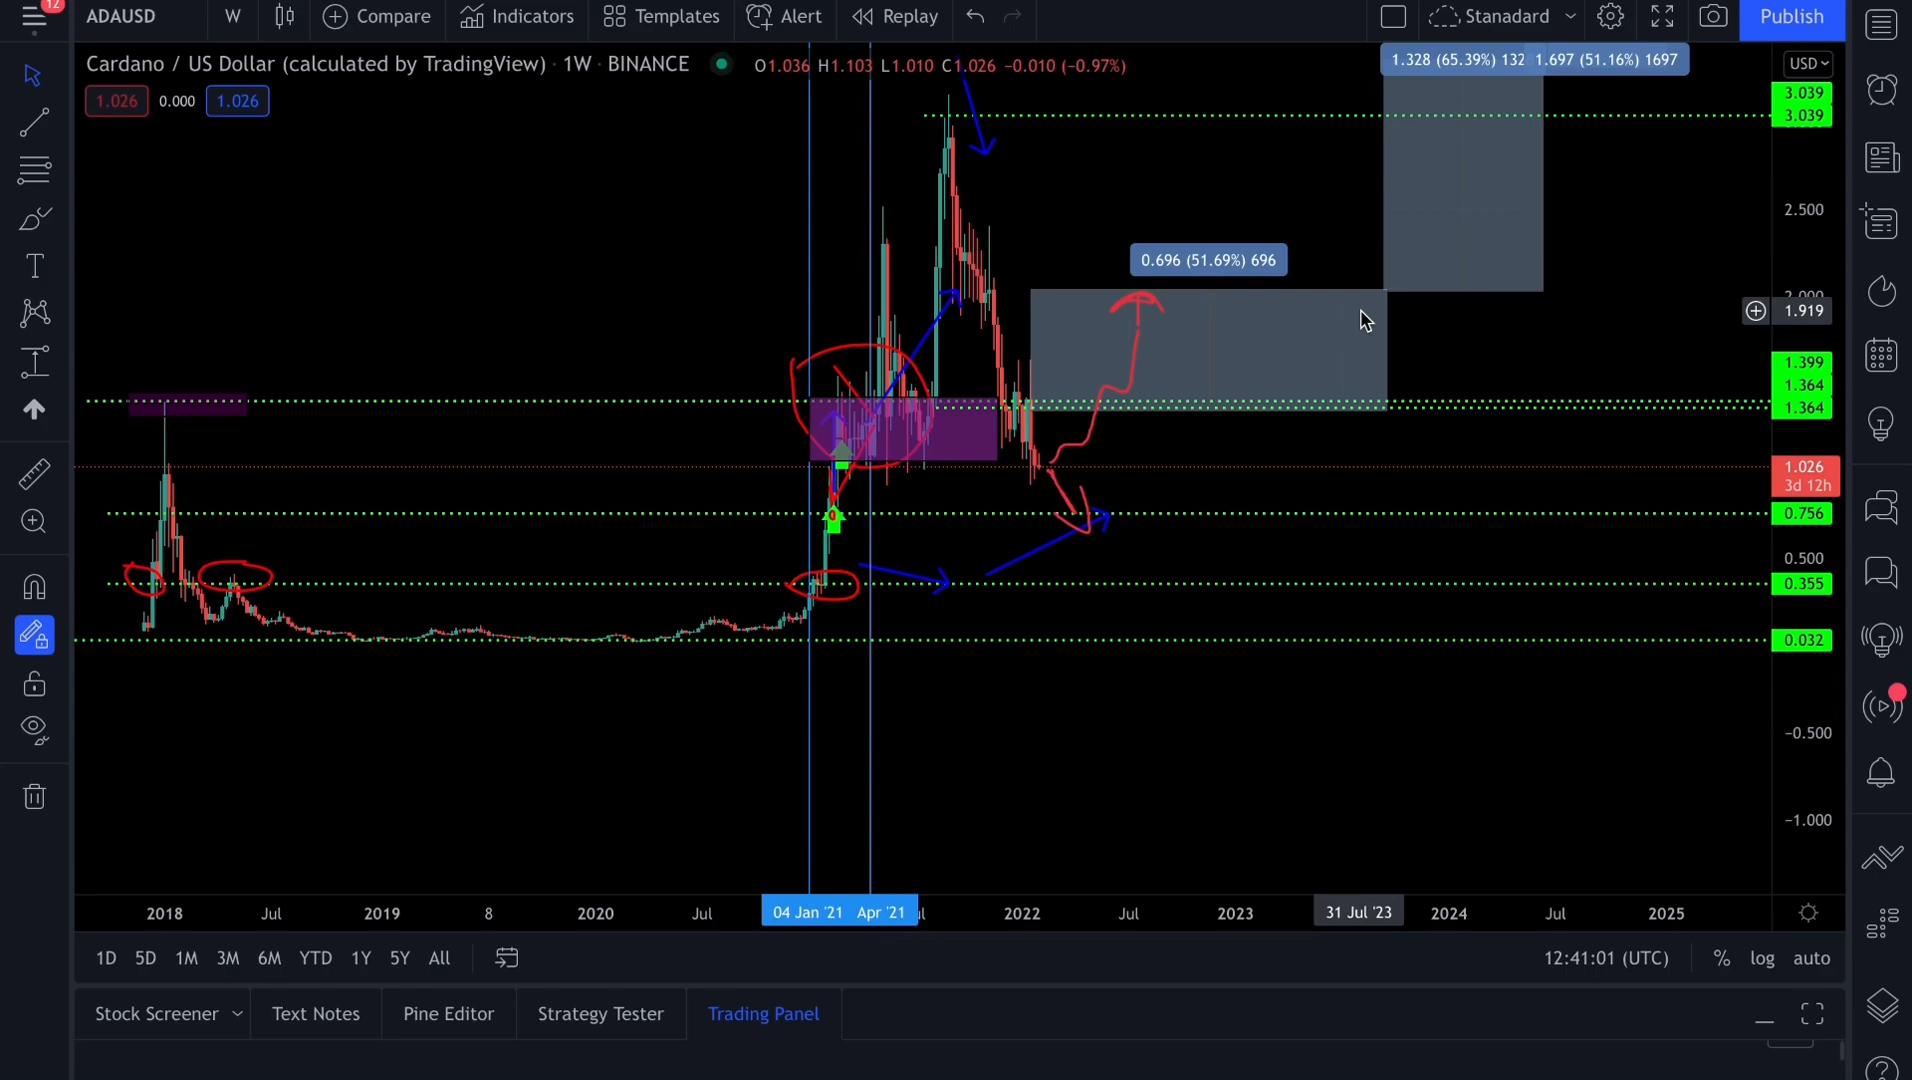 12
ADAUSD
W
Compare
Indicators
Templates
Alert
Replay
Stanadard
Publish
Cardano / US Dollar (calculated by TradingView) · 1W · BINANCE
O1.036 H1.103 L1.010 C1.026 −0.010 (−0.97%)
1.328 (65.39%) 132
1.697 (51.16%) 1697
USD
1.026
0.000
1.026
3.039
3.039
2.500
0.696 (51.69%) 696
2.000
1.919
1.399
1.364
1.364
1.026
3d 12h
0.756
0.500
0.355
0.032
−0.500
−1.000
2018
Jul
2019
8
2020
Jul
04 Jan '21
Apr '21
2022
Jul
2023
31 Jul '23
2024
Jul
2025
1D
5D
1M
3M
6M
YTD
1Y
5Y
All
12:41:01 (UTC)
%
log
auto
Stock Screener
Text Notes
Pine Editor
Strategy Tester
Trading Panel